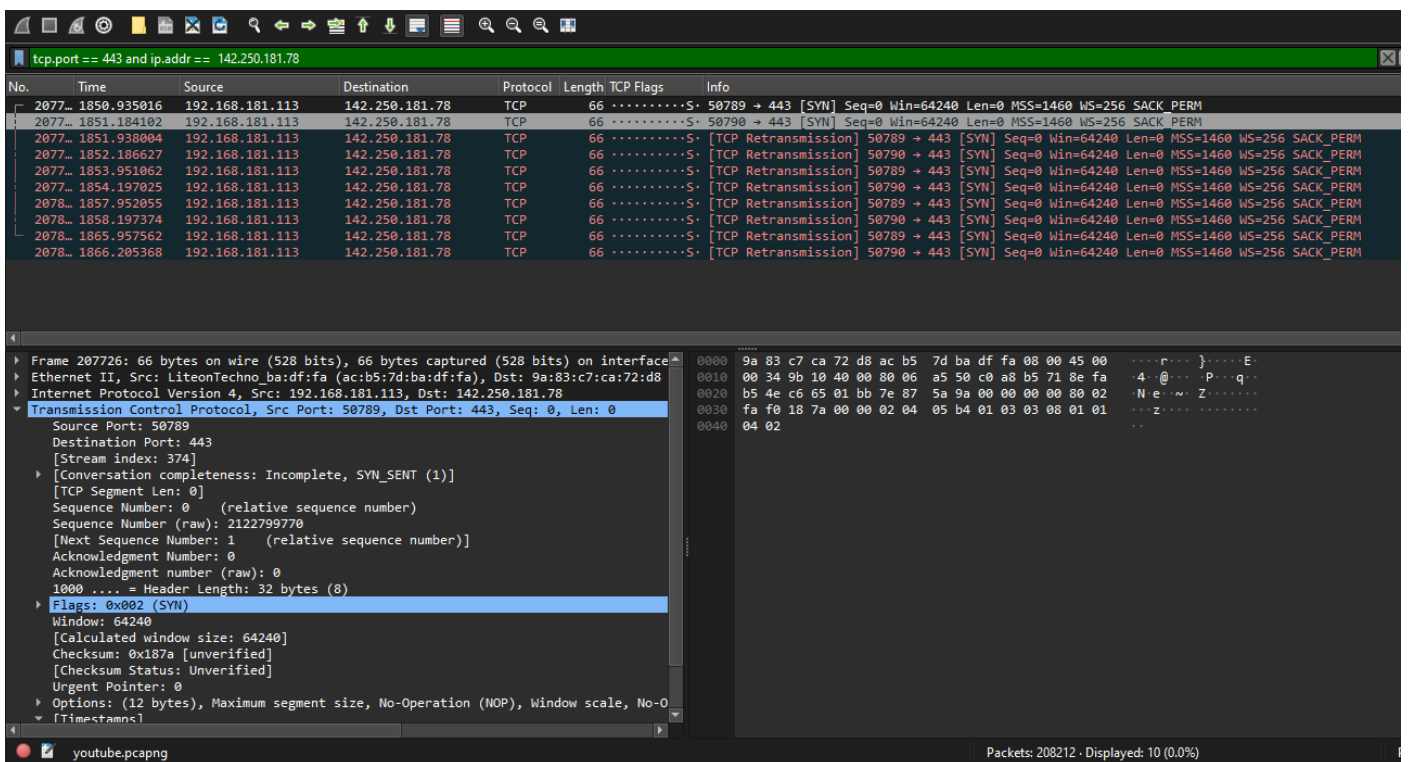 tcp.port == 443 and ip.addr == 142.250.181.78
No. Time Source Destination Protocol Length TCP Flags Info
2077… 1850.935016 192.168.181.113 142.250.181.78 TCP 66 ··········S· 50789 → 443 [SYN] Seq=0 Win=64240 Len=0 MSS=1460 WS=256 SACK_PERM
2077… 1851.184102 192.168.181.113 142.250.181.78 TCP 66 ··········S· 50790 → 443 [SYN] Seq=0 Win=64240 Len=0 MSS=1460 WS=256 SACK_PERM
2077… 1851.938004 192.168.181.113 142.250.181.78 TCP 66 ··········S· [TCP Retransmission] 50789 → 443 [SYN] Seq=0 Win=64240 Len=0 MSS=1460 WS=256 SACK_PERM
2077… 1852.186627 192.168.181.113 142.250.181.78 TCP 66 ··········S· [TCP Retransmission] 50790 → 443 [SYN] Seq=0 Win=64240 Len=0 MSS=1460 WS=256 SACK_PERM
2077… 1853.951062 192.168.181.113 142.250.181.78 TCP 66 ··········S· [TCP Retransmission] 50789 → 443 [SYN] Seq=0 Win=64240 Len=0 MSS=1460 WS=256 SACK_PERM
2077… 1854.197025 192.168.181.113 142.250.181.78 TCP 66 ··········S· [TCP Retransmission] 50790 → 443 [SYN] Seq=0 Win=64240 Len=0 MSS=1460 WS=256 SACK_PERM
2078… 1857.952055 192.168.181.113 142.250.181.78 TCP 66 ··········S· [TCP Retransmission] 50789 → 443 [SYN] Seq=0 Win=64240 Len=0 MSS=1460 WS=256 SACK_PERM
2078… 1858.197374 192.168.181.113 142.250.181.78 TCP 66 ··········S· [TCP Retransmission] 50790 → 443 [SYN] Seq=0 Win=64240 Len=0 MSS=1460 WS=256 SACK_PERM
2078… 1865.957562 192.168.181.113 142.250.181.78 TCP 66 ··········S· [TCP Retransmission] 50789 → 443 [SYN] Seq=0 Win=64240 Len=0 MSS=1460 WS=256 SACK_PERM
2078… 1866.205368 192.168.181.113 142.250.181.78 TCP 66 ··········S· [TCP Retransmission] 50790 → 443 [SYN] Seq=0 Win=64240 Len=0 MSS=1460 WS=256 SACK_PERM
Frame 207726: 66 bytes on wire (528 bits), 66 bytes captured (528 bits) on interface
Ethernet II, Src: LiteonTechno_ba:df:fa (ac:b5:7d:ba:df:fa), Dst: 9a:83:c7:ca:72:d8
Internet Protocol Version 4, Src: 192.168.181.113, Dst: 142.250.181.78
Transmission Control Protocol, Src Port: 50789, Dst Port: 443, Seq: 0, Len: 0
Source Port: 50789
Destination Port: 443
[Stream index: 374]
[Conversation completeness: Incomplete, SYN_SENT (1)]
[TCP Segment Len: 0]
Sequence Number: 0 (relative sequence number)
Sequence Number (raw): 2122799770
[Next Sequence Number: 1 (relative sequence number)]
Acknowledgment Number: 0
Acknowledgment number (raw): 0
1000 .... = Header Length: 32 bytes (8)
Flags: 0x002 (SYN)
Window: 64240
[Calculated window size: 64240]
Checksum: 0x187a [unverified]
[Checksum Status: Unverified]
Urgent Pointer: 0
Options: (12 bytes), Maximum segment size, No-Operation (NOP), Window scale, No-O
[Timestamps]
0000 9a 83 c7 ca 72 d8 ac b5 7d ba df fa 08 00 45 00 ····r··· }·····E·
0010 00 34 9b 10 40 00 80 06 a5 50 c0 a8 b5 71 8e fa ·4··@··· ·P···q··
0020 b5 4e c6 65 01 bb 7e 87 5a 9a 00 00 00 00 80 02 ·N·e··~· Z·······
0030 fa f0 18 7a 00 00 02 04 05 b4 01 03 03 08 01 01 ···z···· ········
0040 04 02 ··
youtube.pcapng
Packets: 208212 · Displayed: 10 (0.0%)